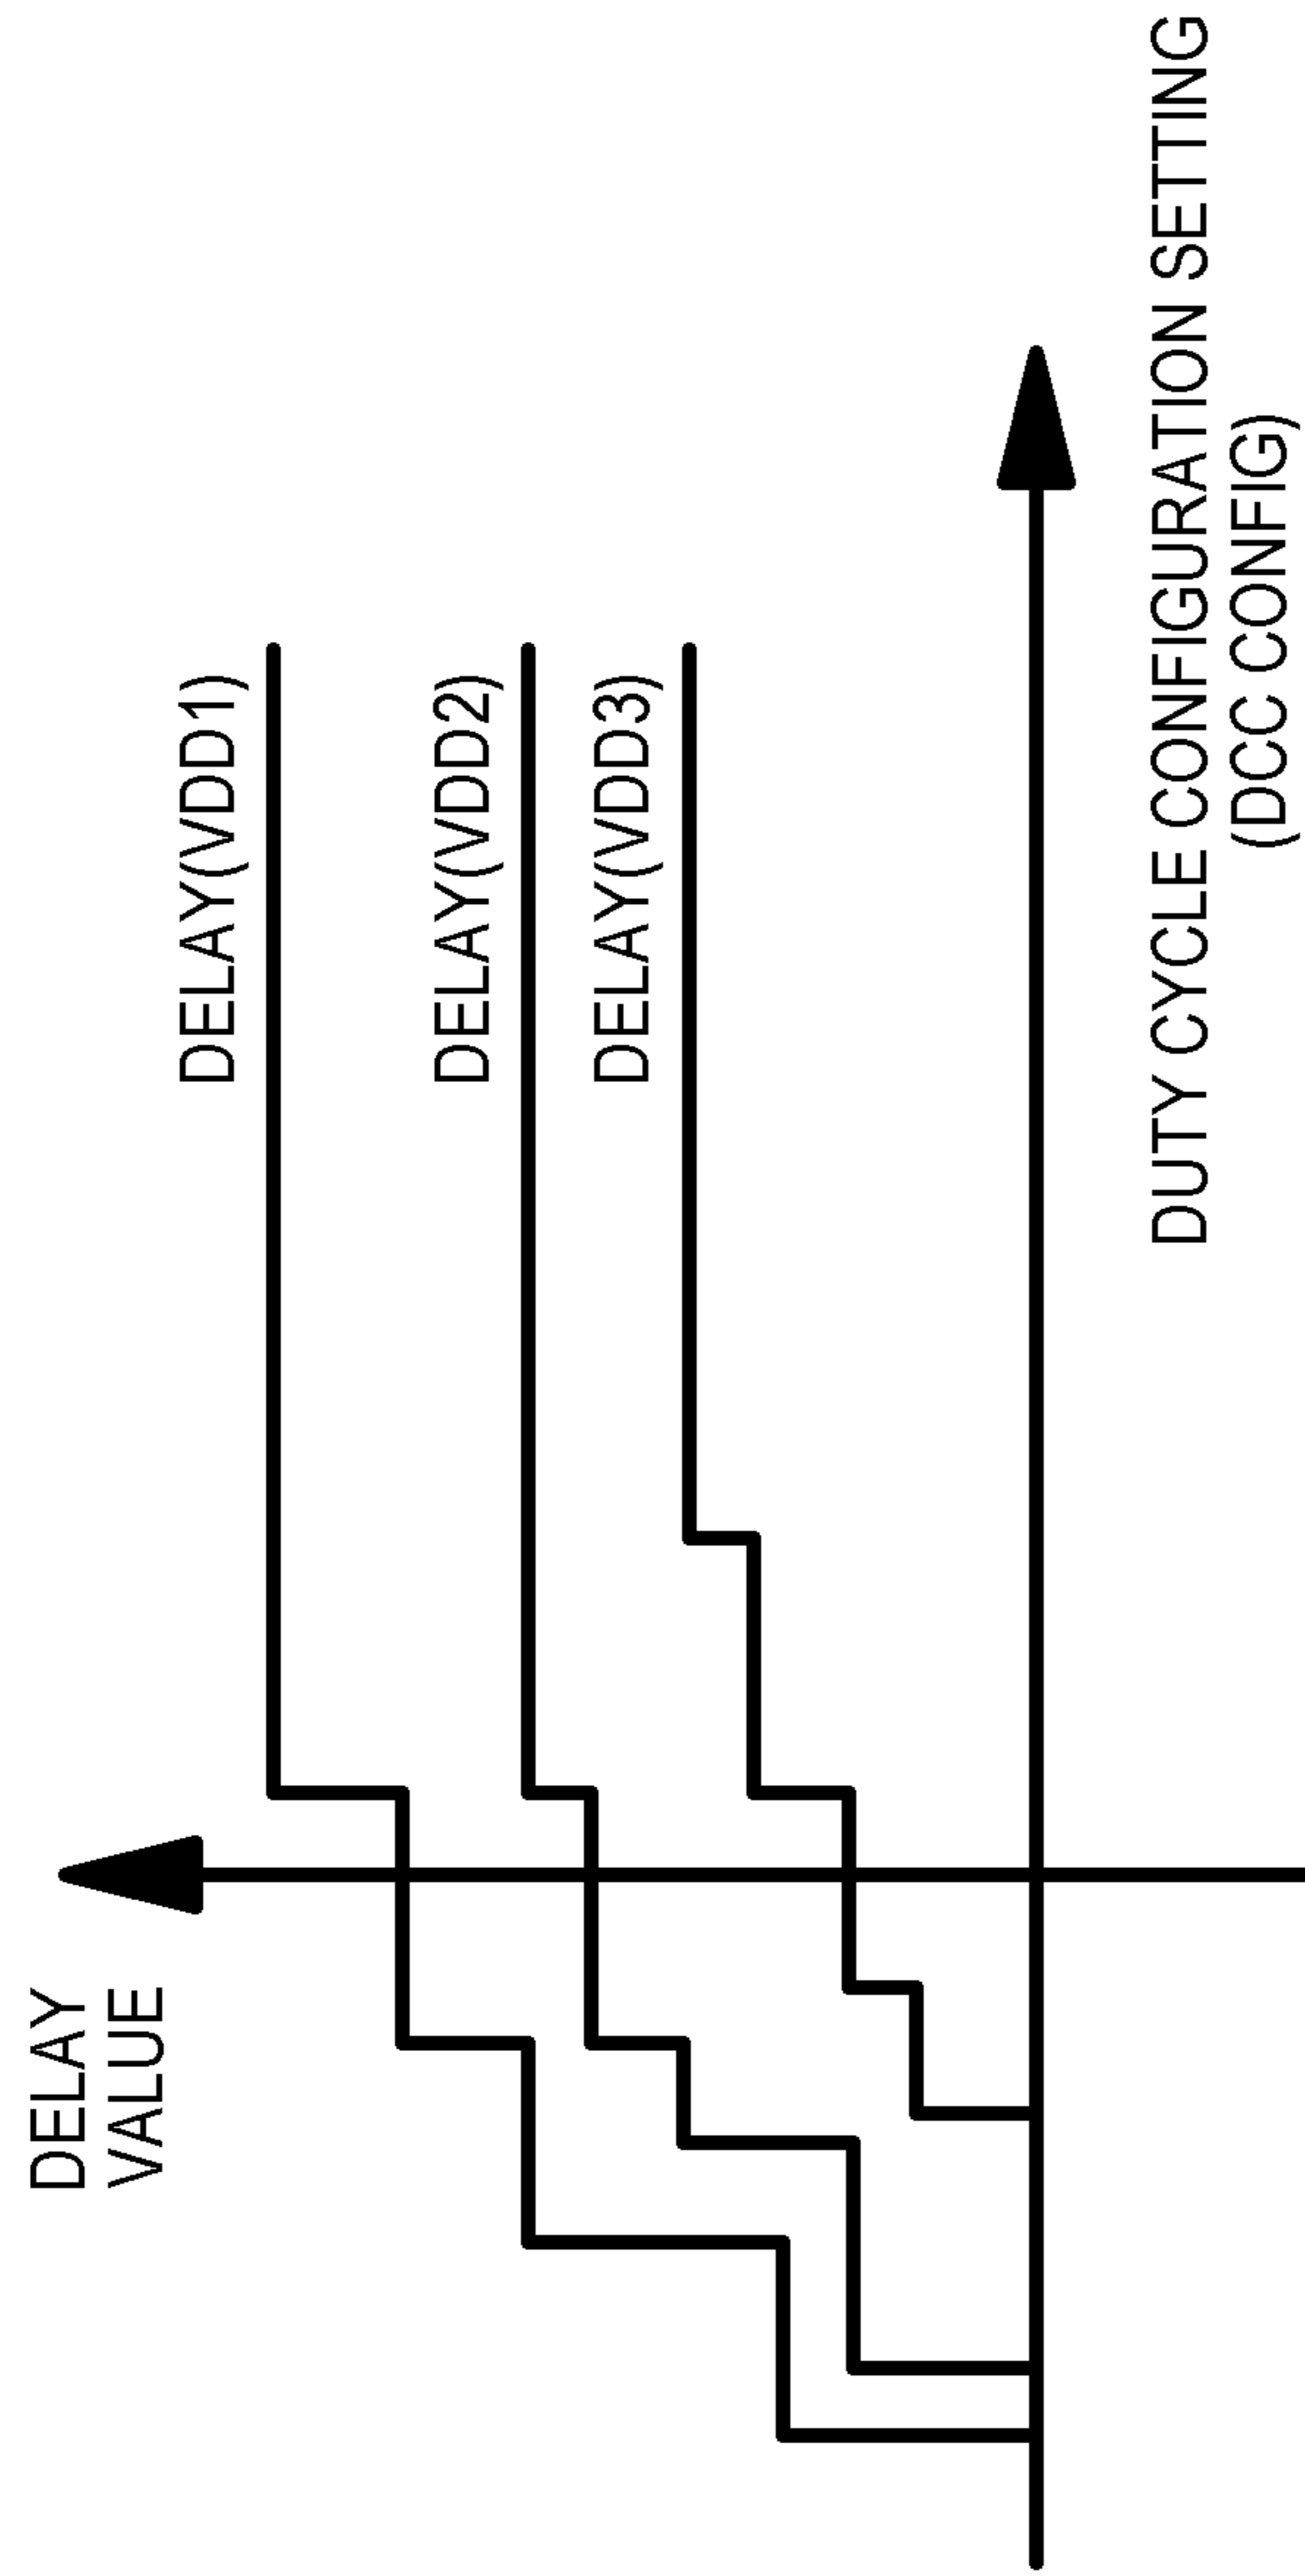 DELAY
VALUE
DELAY(VDD1)
DELAY(VDD2)
DELAY(VDD3)
DUTY CYCLE CONFIGURATION SETTING
(DCC CONFIG)